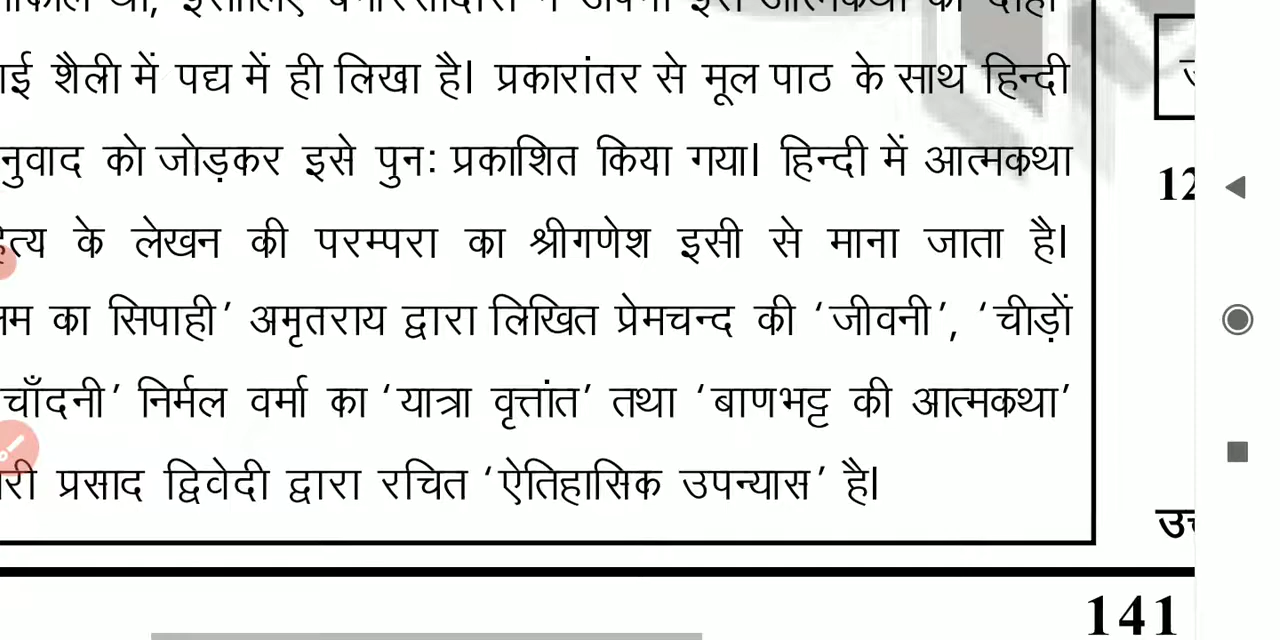 शैली में पद्य में ही लिखा है। प्रकारांतर से मूल पाठ के साथ हिन्दी
को जोड़कर इसे पुनः प्रकाशित किया गया। हिन्दी में आत्मकथा
के लेखन की परम्परा का श्रीगणेश इसी से माना जाता है।
का सिपाही’ अमृतराय द्वारा लिखित प्रेमचन्द की ‘जीवनी’, ‘चीड़ों
चाँदनी’ निर्मल वर्मा का ‘यात्रा वृत्तांत’ तथा ‘बाणभट्ट की आत्मकथा’
प्रसाद द्विवेदी द्वारा रचित ‘ऐतिहासिक उपन्यास’ है।
12
141